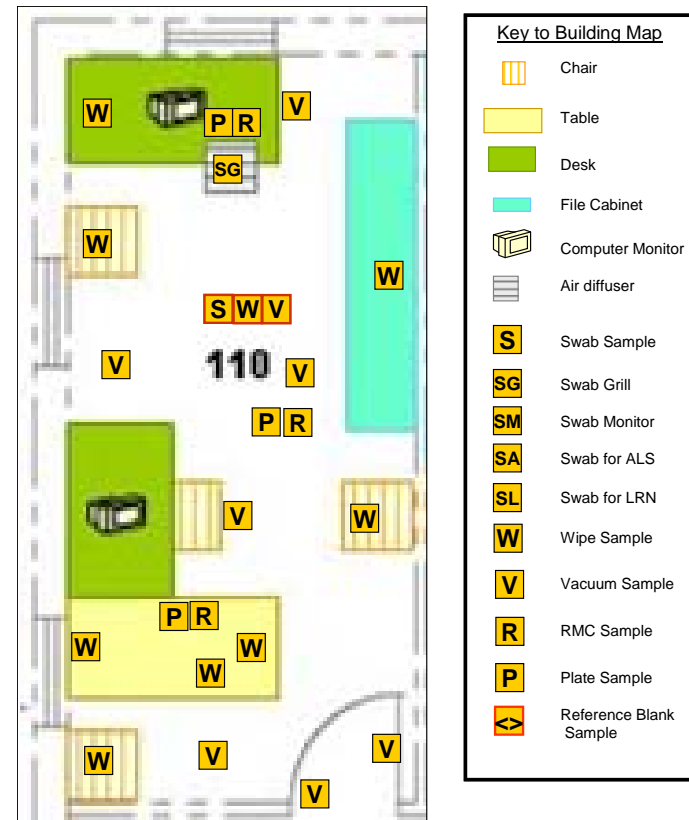 W
P R
V
SG
W
W
S W V
110
V
V
P R
V
W
P R
W
W
W
W
V
V
V
Key to Building Map
Chair
Table
Desk
File Cabinet
Computer Monitor
Air diffuser
S Swab Sample
SG Swab Grill
SM Swab Monitor
SA Swab for ALS
SL Swab for LRN
W Wipe Sample
V Vacuum Sample
R RMC Sample
P Plate Sample
<> Reference Blank
Sample